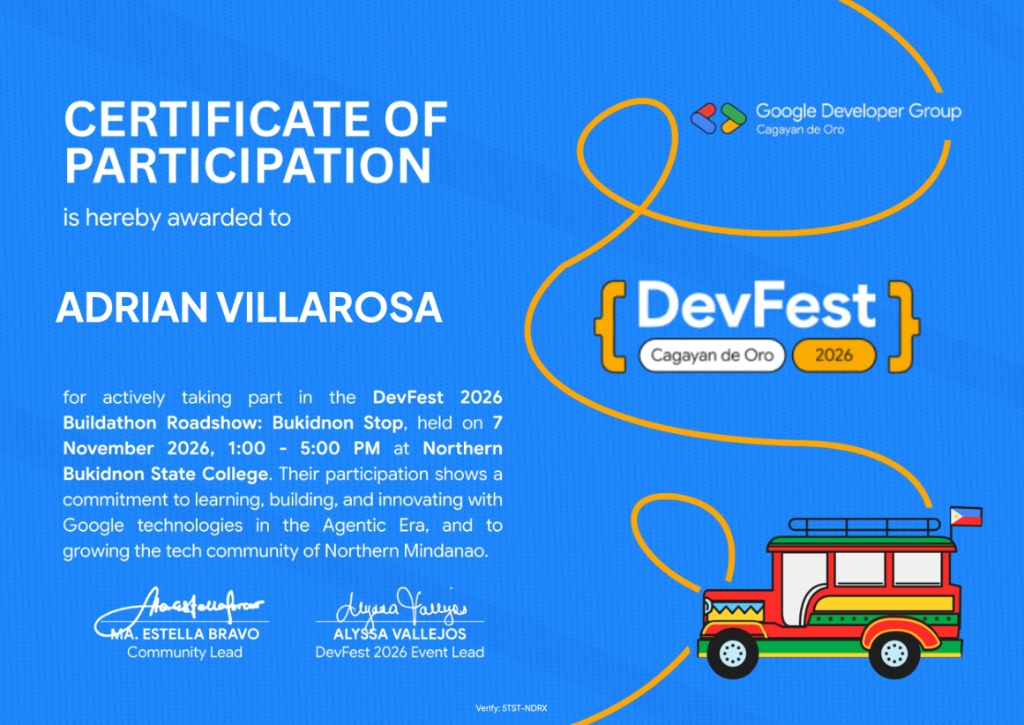 CERTIFICATE OF
PARTICIPATION
is hereby awarded to
ADRIAN VILLAROSA
for actively taking part in the DevFest 2026
Buildathon Roadshow: Bukidnon Stop, held on 7
November 2026, 1:00 - 5:00 PM at Northern
Bukidnon State College. Their participation shows a
commitment to learning, building, and innovating with
Google technologies in the Agentic Era, and to
growing the tech community of Northern Mindanao.
MA. ESTELLA BRAVO
Community Lead
ALYSSA VALLEJOS
DevFest 2026 Event Lead
Google Developer Group
Cagayan de Oro
DevFest
Cagayan de Oro
2026
Verify: 5TST-NDRX